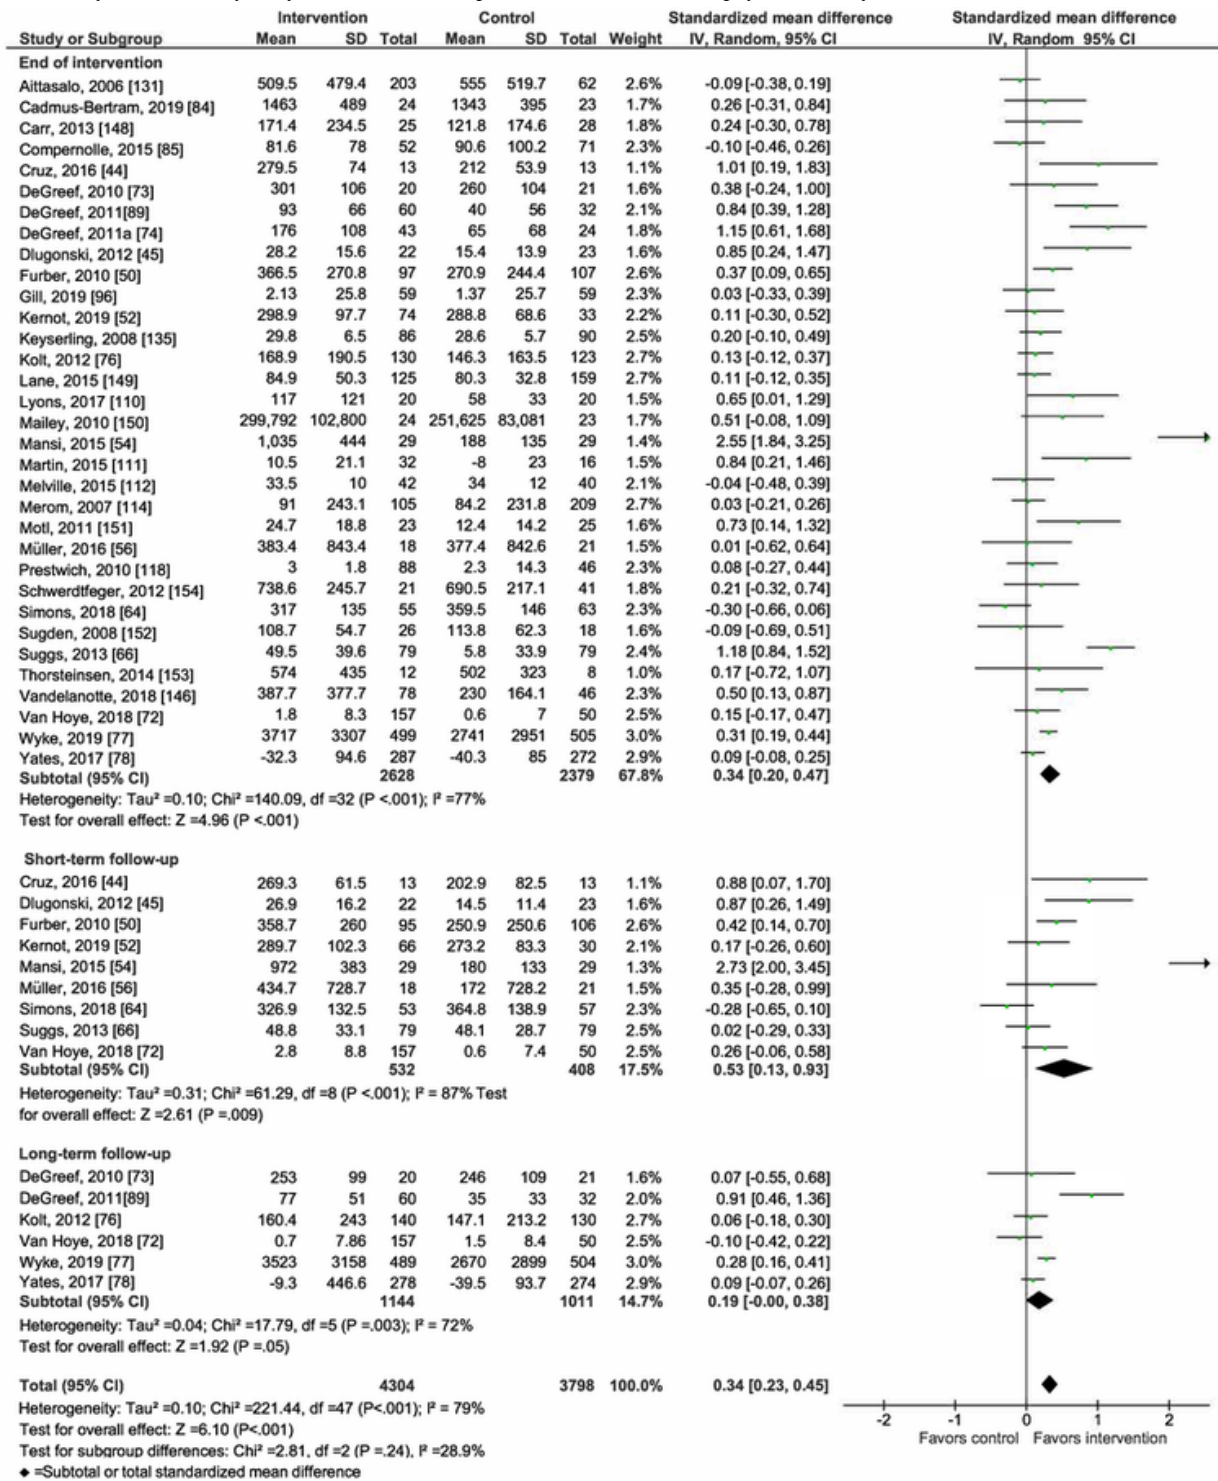 Intervention Control Standardized mean difference Standardized mean difference
Study or Subgroup Mean SD Total Mean SD Total Weight IV, Random, 95% CI IV, Random 95% CI
End of intervention
Aittasalo, 2006 [131] 509.5 479.4 203 555 519.7 62 2.6% -0.09 [-0.38, 0.19]
Cadmus-Bertram, 2019 [84] 1463 489 24 1343 395 23 1.7% 0.26 [-0.31, 0.84]
Carr, 2013 [148] 171.4 234.5 25 121.8 174.6 28 1.8% 0.24 [-0.30, 0.78]
Compernolle, 2015 [85] 81.6 78 52 90.6 100.2 71 2.3% -0.10 [-0.46, 0.26]
Cruz, 2016 [44] 279.5 74 13 212 53.9 13 1.1% 1.01 [0.19, 1.83]
DeGreef, 2010 [73] 301 106 20 260 104 21 1.6% 0.38 [-0.24, 1.00]
DeGreef, 2011[89] 93 66 60 40 56 32 2.1% 0.84 [0.39, 1.28]
DeGreef, 2011a [74] 176 108 43 65 68 24 1.8% 1.15 [0.61, 1.68]
Dlugonski, 2012 [45] 28.2 15.6 22 15.4 13.9 23 1.6% 0.85 [0.24, 1.47]
Furber, 2010 [50] 366.5 270.8 97 270.9 244.4 107 2.6% 0.37 [0.09, 0.65]
Gill, 2019 [96] 2.13 25.8 59 1.37 25.7 59 2.3% 0.03 [-0.33, 0.39]
Kernot, 2019 [52] 298.9 97.7 74 288.8 68.6 33 2.2% 0.11 [-0.30, 0.52]
Keyserling, 2008 [135] 29.8 6.5 86 28.6 5.7 90 2.5% 0.20 [-0.10, 0.49]
Kolt, 2012 [76] 168.9 190.5 130 146.3 163.5 123 2.7% 0.13 [-0.12, 0.37]
Lane, 2015 [149] 84.9 50.3 125 80.3 32.8 159 2.7% 0.11 [-0.12, 0.35]
Lyons, 2017 [110] 117 121 20 58 33 20 1.5% 0.65 [0.01, 1.29]
Mailey, 2010 [150] 299,792 102,800 24 251,625 83,081 23 1.7% 0.51 [-0.08, 1.09]
Mansi, 2015 [54] 1,035 444 29 188 135 29 1.4% 2.55 [1.84, 3.25]
Martin, 2015 [111] 10.5 21.1 32 -8 23 16 1.5% 0.84 [0.21, 1.46]
Melville, 2015 [112] 33.5 10 42 34 12 40 2.1% -0.04 [-0.48, 0.39]
Merom, 2007 [114] 91 243.1 105 84.2 231.8 209 2.7% 0.03 [-0.21, 0.26]
Motl, 2011 [151] 24.7 18.8 23 12.4 14.2 25 1.6% 0.73 [0.14, 1.32]
Müller, 2016 [56] 383.4 843.4 18 377.4 842.6 21 1.5% 0.01 [-0.62, 0.64]
Prestwich, 2010 [118] 3 1.8 88 2.3 14.3 46 2.3% 0.08 [-0.27, 0.44]
Schwerdtfeger, 2012 [154] 738.6 245.7 21 690.5 217.1 41 1.8% 0.21 [-0.32, 0.74]
Simons, 2018 [64] 317 135 55 359.5 146 63 2.3% -0.30 [-0.66, 0.06]
Sugden, 2008 [152] 108.7 54.7 26 113.8 62.3 18 1.6% -0.09 [-0.69, 0.51]
Suggs, 2013 [66] 49.5 39.6 79 5.8 33.9 79 2.4% 1.18 [0.84, 1.52]
Thorsteinsen, 2014 [153] 574 435 12 502 323 8 1.0% 0.17 [-0.72, 1.07]
Vandelanotte, 2018 [146] 387.7 377.7 78 230 164.1 46 2.3% 0.50 [0.13, 0.87]
Van Hoye, 2018 [72] 1.8 8.3 157 0.6 7 50 2.5% 0.15 [-0.17, 0.47]
Wyke, 2019 [77] 3717 3307 499 2741 2951 505 3.0% 0.31 [0.19, 0.44]
Yates, 2017 [78] -32.3 94.6 287 -40.3 85 272 2.9% 0.09 [-0.08, 0.25]
Subtotal (95% CI) 2628 2379 67.8% 0.34 [0.20, 0.47]
Heterogeneity: Tau² =0.10; Chi² =140.09, df =32 (P <.001); I² =77%
Test for overall effect: Z =4.96 (P <.001)
Short-term follow-up
Cruz, 2016 [44] 269.3 61.5 13 202.9 82.5 13 1.1% 0.88 [0.07, 1.70]
Dlugonski, 2012 [45] 26.9 16.2 22 14.5 11.4 23 1.6% 0.87 [0.26, 1.49]
Furber, 2010 [50] 358.7 260 95 250.9 250.6 106 2.6% 0.42 [0.14, 0.70]
Kernot, 2019 [52] 289.7 102.3 66 273.2 83.3 30 2.1% 0.17 [-0.26, 0.60]
Mansi, 2015 [54] 972 383 29 180 133 29 1.3% 2.73 [2.00, 3.45]
Müller, 2016 [56] 434.7 728.7 18 172 728.2 21 1.5% 0.35 [-0.28, 0.99]
Simons, 2018 [64] 326.9 132.5 53 364.8 138.9 57 2.3% -0.28 [-0.65, 0.10]
Suggs, 2013 [66] 48.8 33.1 79 48.1 28.7 79 2.5% 0.02 [-0.29, 0.33]
Van Hoye, 2018 [72] 2.8 8.8 157 0.6 7.4 50 2.5% 0.26 [-0.06, 0.58]
Subtotal (95% CI) 532 408 17.5% 0.53 [0.13, 0.93]
Heterogeneity: Tau² =0.31; Chi² =61.29, df =8 (P <.001); I² = 87% Test
for overall effect: Z =2.61 (P =.009)
Long-term follow-up
DeGreef, 2010 [73] 253 99 20 246 109 21 1.6% 0.07 [-0.55, 0.68]
DeGreef, 2011[89] 77 51 60 35 33 32 2.0% 0.91 [0.46, 1.36]
Kolt, 2012 [76] 160.4 243 140 147.1 213.2 130 2.7% 0.06 [-0.18, 0.30]
Van Hoye, 2018 [72] 0.7 7.86 157 1.5 8.4 50 2.5% -0.10 [-0.42, 0.22]
Wyke, 2019 [77] 3523 3158 489 2670 2899 504 3.0% 0.28 [0.16, 0.41]
Yates, 2017 [78] -9.3 446.6 278 -39.5 93.7 274 2.9% 0.09 [-0.07, 0.26]
Subtotal (95% CI) 1144 1011 14.7% 0.19 [-0.00, 0.38]
Heterogeneity: Tau² =0.04; Chi² =17.79, df =5 (P =.003); I² = 72%
Test for overall effect: Z =1.92 (P =.05)
Total (95% CI) 4304 3798 100.0% 0.34 [0.23, 0.45]
Heterogeneity: Tau² =0.10; Chi² =221.44, df =47 (P<.001); I² = 79%
-2 -1 0 1 2
Test for overall effect: Z =6.10 (P<.001)
Favors control Favors intervention
Test for subgroup differences: Chi² =2.81, df =2 (P =.24), I² =28.9%
◆ =Subtotal or total standardized mean difference